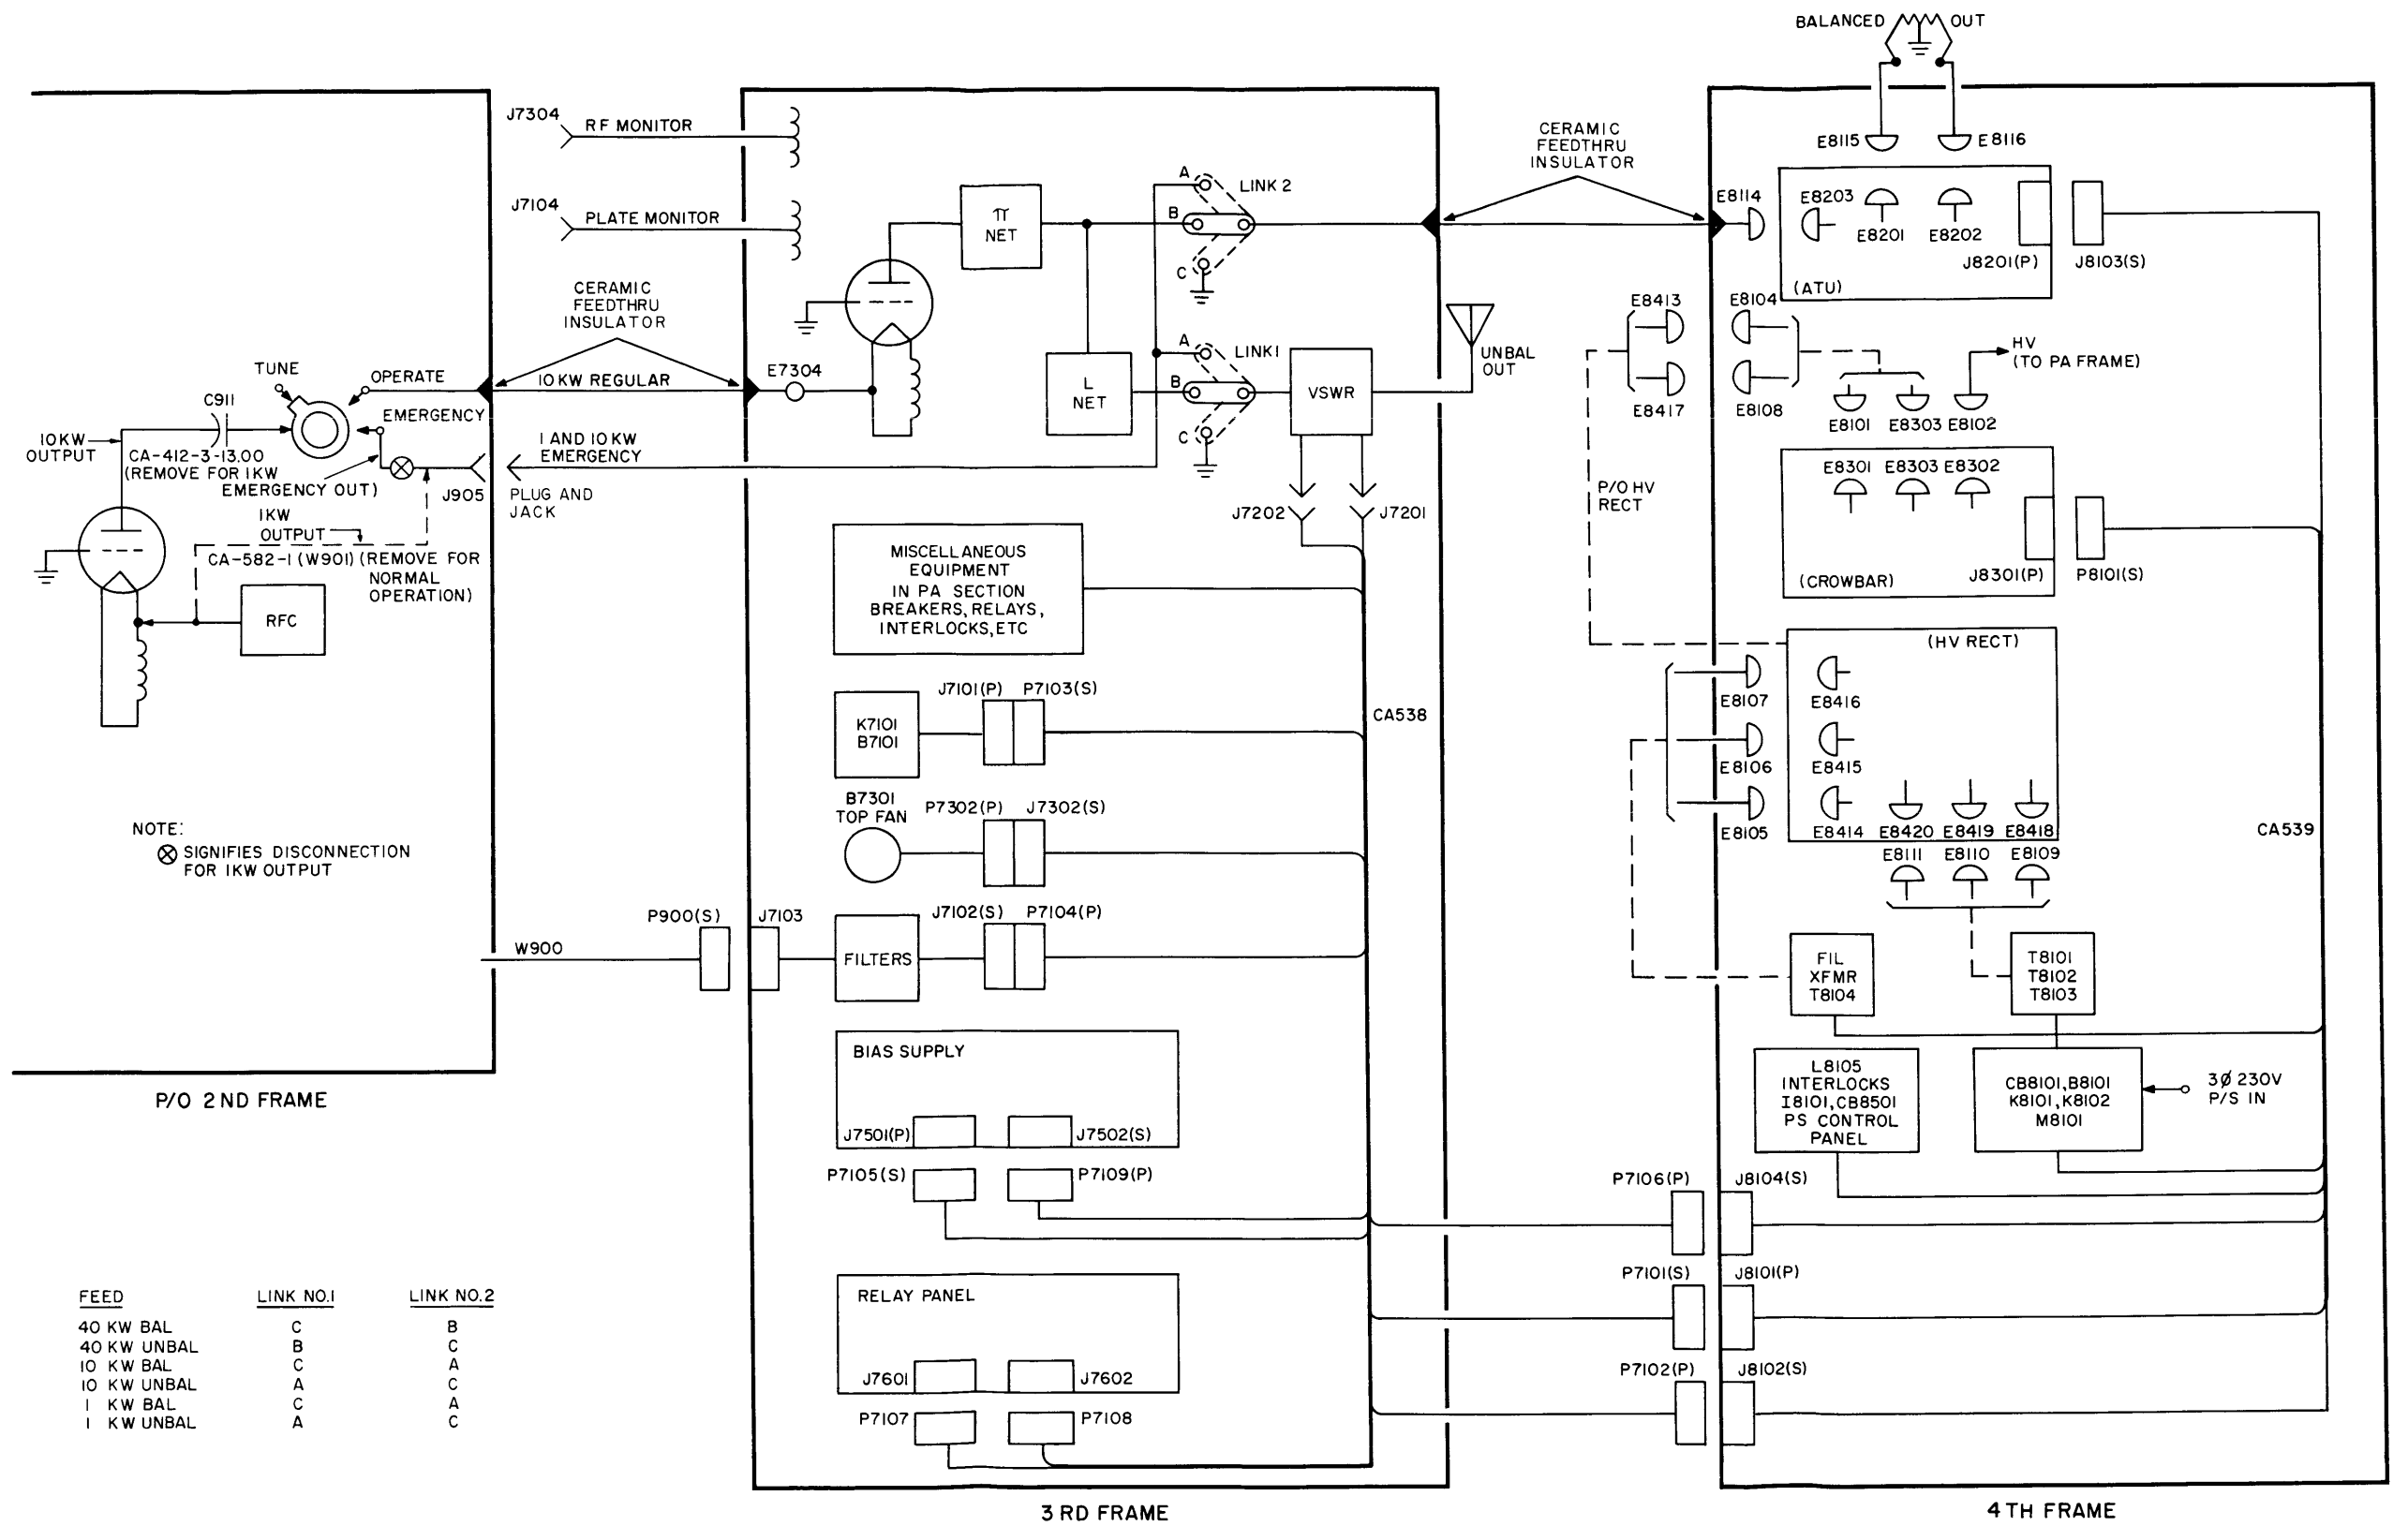 BALANCED OUT
J7304
RF MONITOR
J7104
PLATE MONITOR
CERAMIC
FEEDTHRU
INSULATOR
TUNE
OPERATE
10KW REGULAR
E7304
C911
EMERGENCY
10KW
OUTPUT
CA-412-3-13.00
(REMOVE FOR 1KW
EMERGENCY OUT)
J905
1 AND 10 KW
EMERGENCY
PLUG AND
JACK
1KW
OUTPUT
CA-582-1 (W901) (REMOVE FOR
NORMAL
OPERATION)
RFC
NOTE:
SIGNIFIES DISCONNECTION
FOR 1KW OUTPUT
P900(S)
J7103
W900
P/O 2ND FRAME
FEED LINK NO.1 LINK NO.2
40 KW BAL C B
40 KW UNBAL B C
10 KW BAL C A
10 KW UNBAL A C
1 KW BAL C A
1 KW UNBAL A C
π
NET
A
LINK 2
B
C
L
NET
A
LINK 1
B
C
VSWR
UNBAL
OUT
J7202
J7201
MISCELLANEOUS
EQUIPMENT
IN PA SECTION
BREAKERS, RELAYS,
INTERLOCKS, ETC
J7101(P) P7103(S)
K7101
B7101
CA538
B7301
TOP FAN
P7302(P) J7302(S)
J7102(S) P7104(P)
FILTERS
BIAS SUPPLY
J7501(P)
J7502(S)
P7105(S)
P7109(P)
RELAY PANEL
J7601
J7602
P7107
P7108
3RD FRAME
CERAMIC
FEEDTHRU
INSULATOR
E8115
E8116
E8114
E8203
E8201
E8202
J8201(P)
J8103(S)
(ATU)
E8413
E8104
E8417
E8108
HV
(TO PA FRAME)
E8101 E8303 E8102
P/O HV
RECT
E8301 E8303 E8302
J8301(P)
P8101(S)
(CROWBAR)
(HV RECT)
E8107
E8416
E8106
E8415
E8105
E8414
E8420 E8419 E8418
E8111 E8110 E8109
CA539
FIL
XFMR
T8104
T8101
T8102
T8103
L8105
INTERLOCKS
I8101, CB8501
PS CONTROL
PANEL
CB8101, B8101
K8101, K8102
M8101
3Ø 230V
P/S IN
P7106(P)
J8104(S)
P7101(S)
J8101(P)
P7102(P)
J8102(S)
4TH FRAME